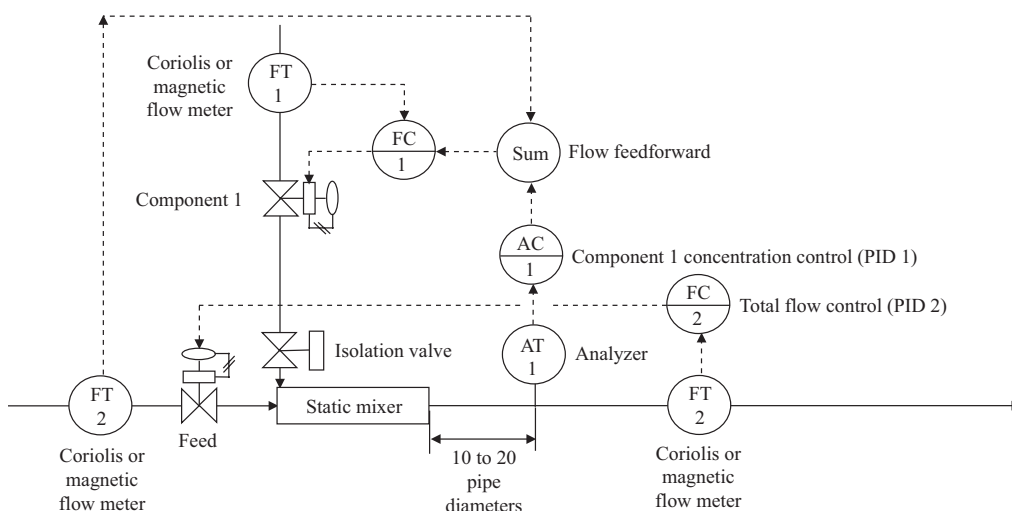 Coriolis or
magnetic
flow meter
FT
1
FC
1
Sum
Flow feedforward
Component 1
AC
1
Component 1 concentration control (PID 1)
FC
2
Total flow control (PID 2)
Isolation valve
AT
1
Analyzer
FT
2
Feed
Static mixer
FT
2
Coriolis or
magnetic
flow meter
10 to 20
pipe
diameters
Coriolis or
magnetic
flow meter